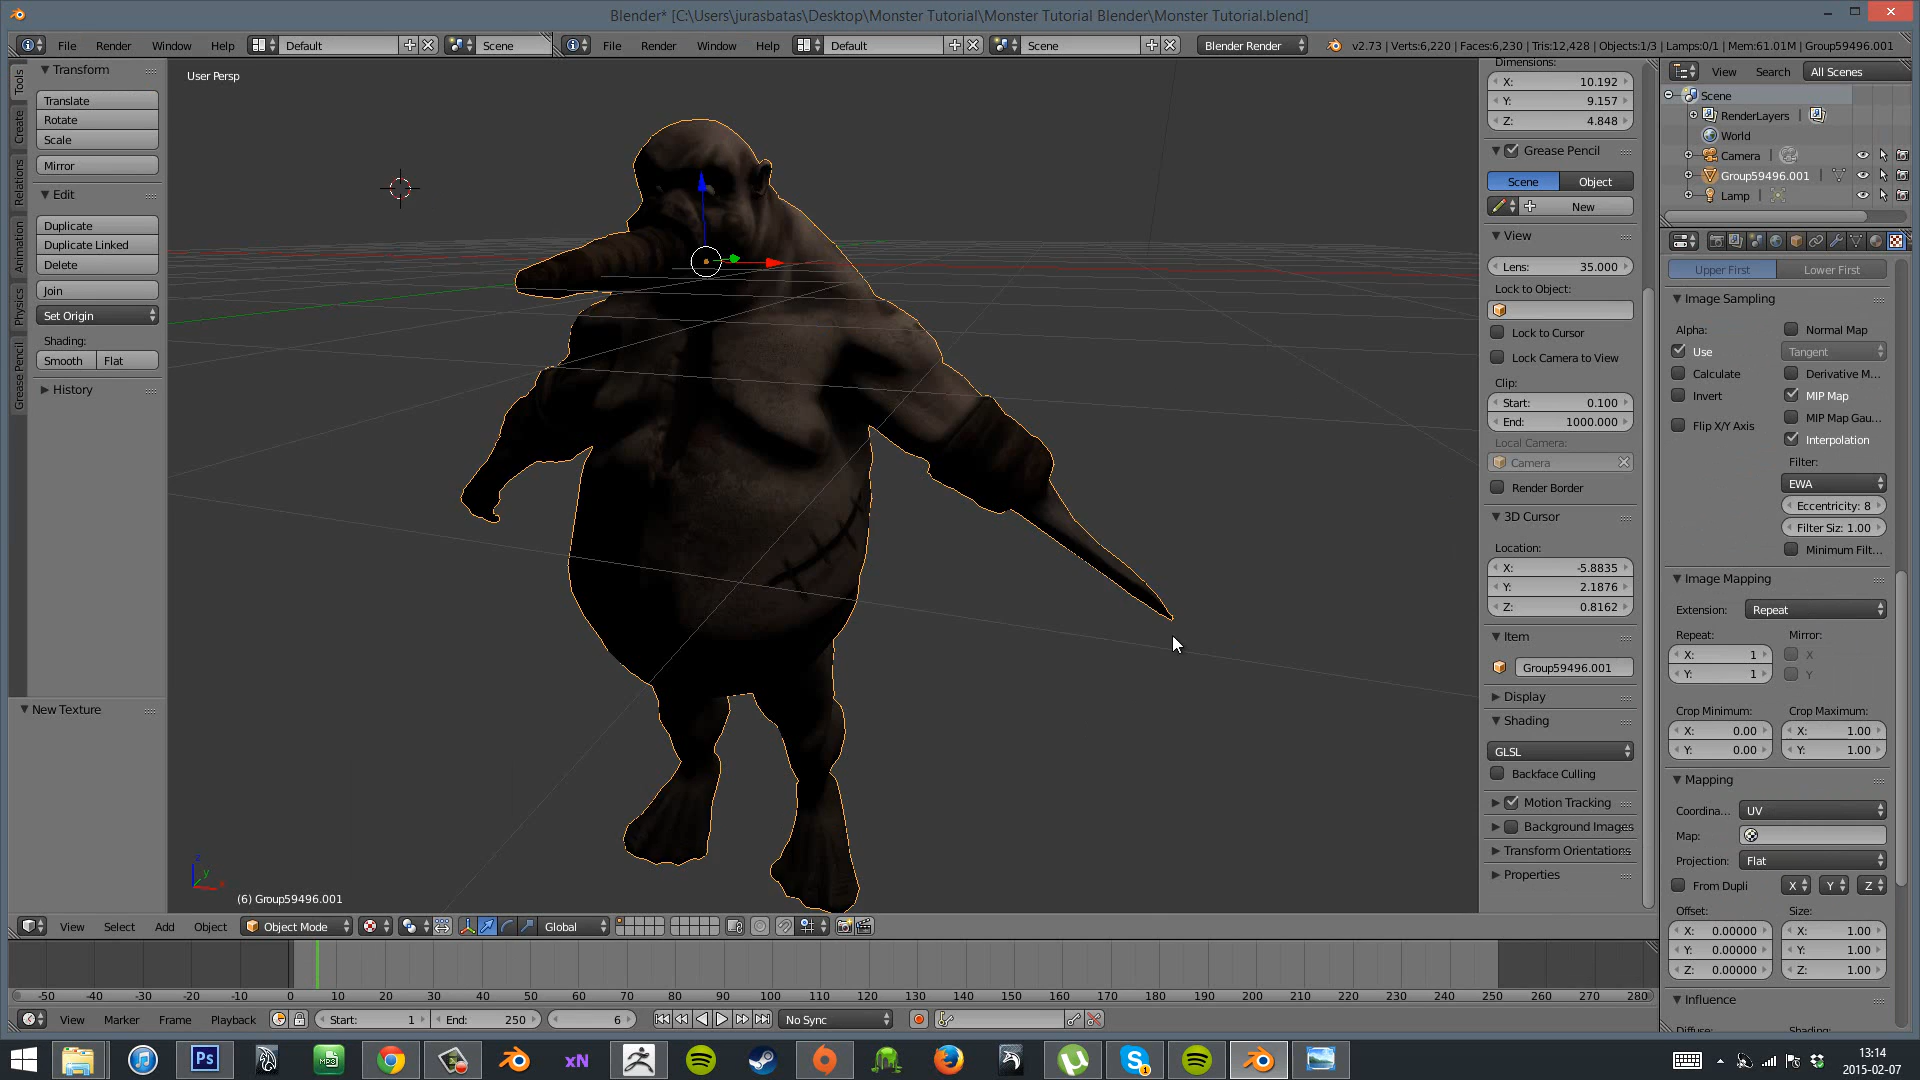 Blender* [C:\Users\jurasbatas\Desktop\Monster Tutorial\Monster Tutorial Blender\Monster Tutorial.blend]
File Render Window Help Default Scene File Render Window Help Default Scene Blender Render v2.73 | Verts:6,220 | Faces:6,230 | Tris:12,428 | Objects:1/3 | Lamps:0/1 | Mem:61.01M | Group59496.001
Tools
Create
Relations
Animation
Physics
Grease Pencil
Transform
Translate
Rotate
Scale
Mirror
Edit
Duplicate
Duplicate Linked
Delete
Join
Set Origin
Shading:
Smooth Flat
History
New Texture
User Persp
z
y
x
(6) Group59496.001
Dimensions:
X: 10.192
Y: 9.157
Z: 4.848
Grease Pencil
Scene Object
New
View
Lens: 35.000
Lock to Object:
Lock to Cursor
Lock Camera to View
Clip:
Start: 0.100
End: 1000.000
Local Camera:
Camera
Render Border
3D Cursor
Location:
X: -5.8835
Y: 2.1876
Z: 0.8162
Item
Group59496.001
Display
Shading
GLSL
Backface Culling
Motion Tracking
Background Images
Transform Orientations
Properties
View Search All Scenes
Scene
RenderLayers
World
Camera
Group59496.001
Lamp
Upper First Lower First
Image Sampling
Alpha: Normal Map
Use Tangent
Calculate Derivative M...
Invert MIP Map
MIP Map Gau...
Flip X/Y Axis Interpolation
Filter:
EWA
Eccentricity: 8
Filter Siz: 1.00
Minimum Filt...
Image Mapping
Extension: Repeat
Repeat: Mirror:
X: 1 X
Y: 1 Y
Crop Minimum: Crop Maximum:
X: 0.00 X: 1.00
Y: 0.00 Y: 1.00
Mapping
Coordina... UV
Map:
Projection: Flat
From Dupli X Y Z
Offset: Size:
X: 0.00000 X: 1.00
Y: 0.00000 Y: 1.00
Z: 0.00000 Z: 1.00
Influence
Diffuse: Shading:
View Select Add Object Object Mode Global
-50 -40 -30 -20 -10 0 10 20 30 40 50 60 70 80 90 100 110 120 130 140 150 160 170 180 190 200 210 220 230 240 250 260 270 280
View Marker Frame Playback Start: 1 End: 250 6 No Sync
Ps MP3 xN S 1
13:14
2015-02-07